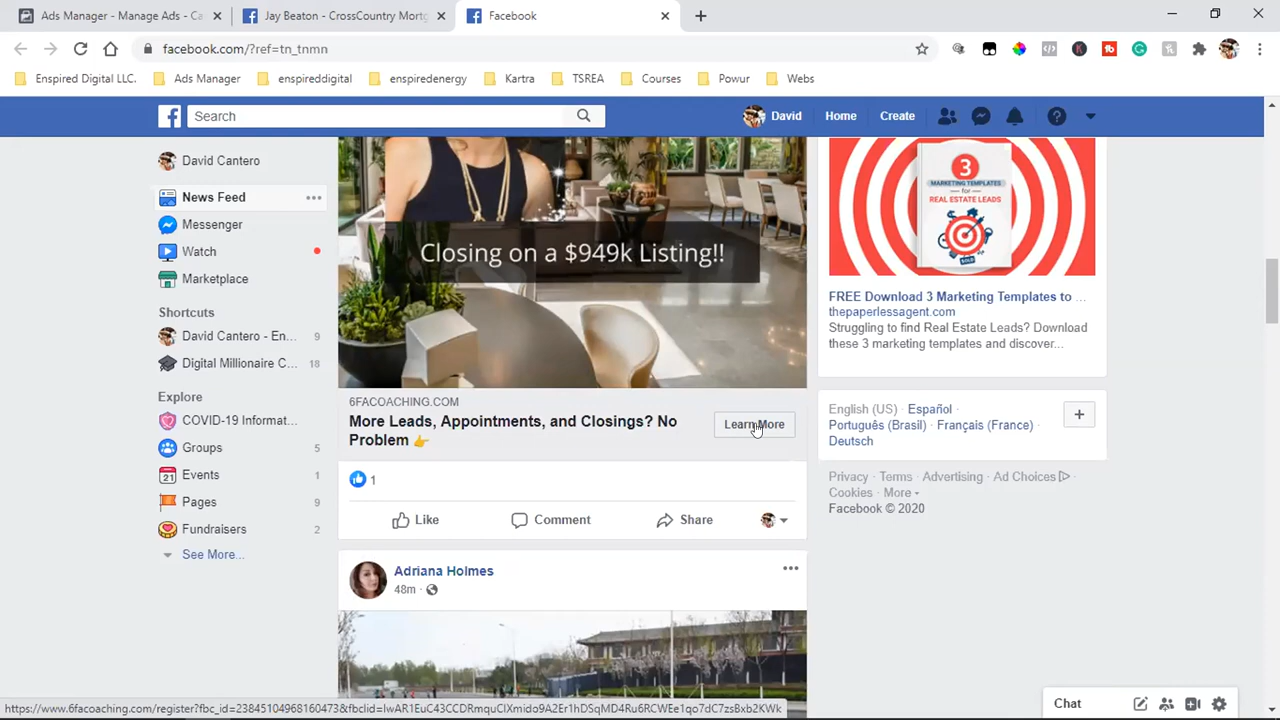 Ads Manager - Manage Ads - Ca
Jay Beaton - CrossCountry Mortg
Facebook
facebook.com/?ref=tn_tnmn
Enspired Digital LLC.
Ads Manager
enspireddigital
enspiredenergy
Kartra
TSREA
Courses
Powur
Webs
Search
David
Home
Create
David Cantero
News Feed
Messenger
Watch
Marketplace
Shortcuts
David Cantero - En... 9
Digital Millionaire C... 18
Explore
COVID-19 Informat...
Groups
Events 1
Pages 9
Fundraisers 2
See More...
Closing on a $949k Listing!!
6FACOACHING.COM
More Leads, Appointments, and Closings? No
Problem 👉
Learn More
1
Like
Comment
Share
Adriana Holmes
48m
3
MARKETING TEMPLATES
for
REAL ESTATE LEADS
SOLD
FREE Download 3 Marketing Templates to ...
thepaperlessagent.com
Struggling to find Real Estate Leads? Download
these 3 marketing templates and discover...
English (US) · Español ·
Português (Brasil) · Français (France) ·
Deutsch
Privacy · Terms · Advertising · Ad Choices
Cookies · More
Facebook © 2020
Chat
https://www.6facoaching.com/register?fbc_id=23845104968160473&fbclid=IwAR1EuC43CCDRmquCIXmido9A2Er1hDSqMD4Ru6RCWEe1qo7dC7zsBxb2KWk